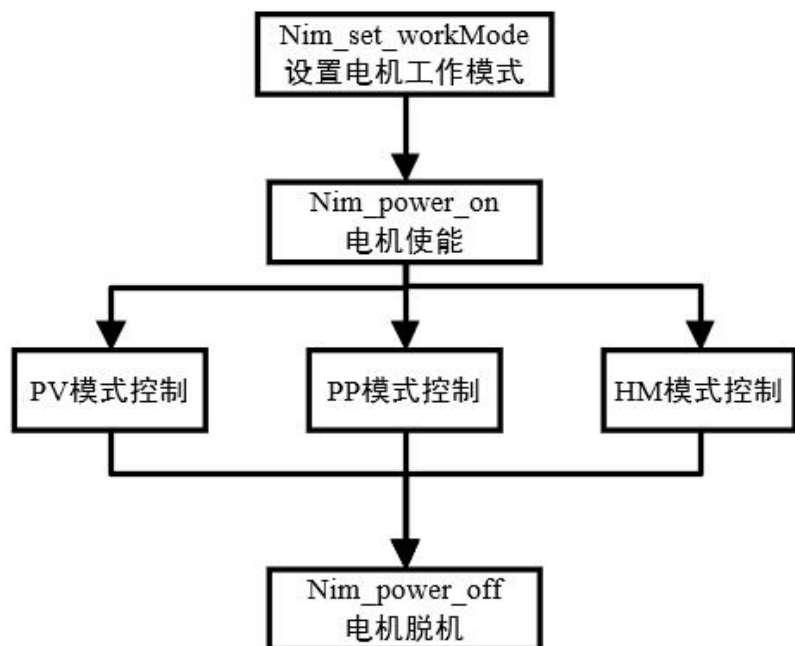 Nim_set_workMode
设置电机工作模式
Nim_power_on
电机使能
PV模式控制
PP模式控制
HM模式控制
Nim_power_off
电机脱机